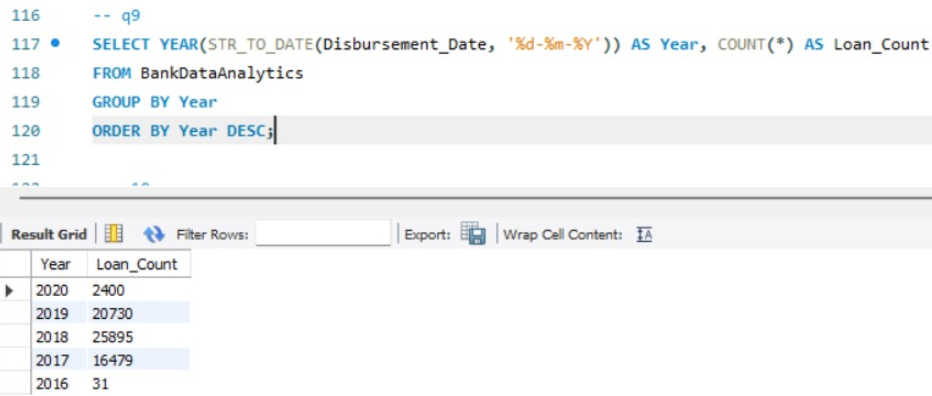 116 -- q9
117 SELECT YEAR(STR_TO_DATE(Disbursement_Date, '%d-%m-%Y')) AS Year, COUNT(*) AS Loan_Count
118 FROM BankDataAnalytics
119 GROUP BY Year
120 ORDER BY Year DESC;
121
Result Grid Filter Rows: Export: Wrap Cell Content:
Year Loan_Count
2020 2400
2019 20730
2018 25895
2017 16479
2016 31